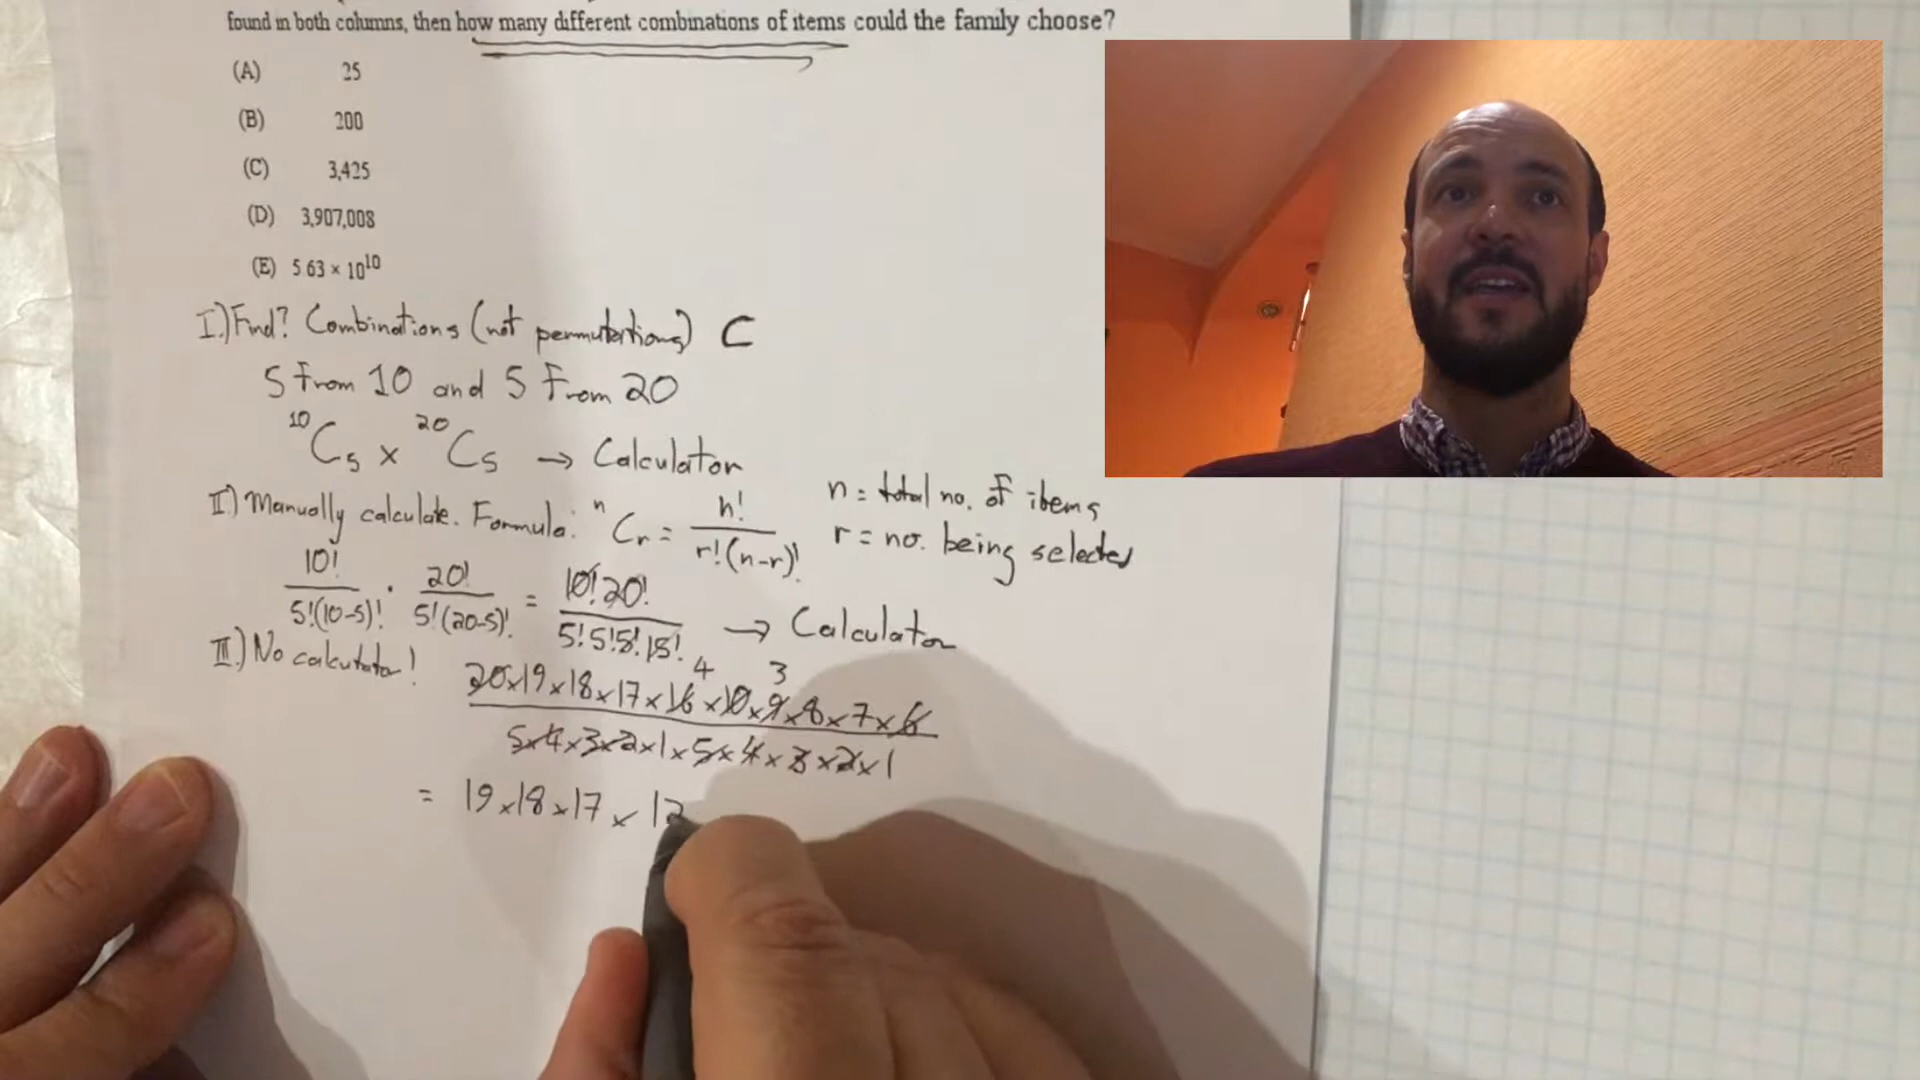 found in both columns, then how many different combinations of items could the family choose?
(A) 25
(B) 200
(C) 3,425
(D) 3,907,008
(E) 5.63 × 10¹⁰
I.) Find? Combinations (not permutations) C
5 from 10 and 5 from 20
¹⁰C₅ × ²⁰C₅ → Calculator
II.) Manually calculate. Formula: ⁿCr = n! / r!(n-r)!
n = total no. of items
r = no. being selected
10! / 5!(10-5)! · 20! / 5!(20-5)! = 10! 20! / 5! 5! 5! 15! → Calculator
III.) No calculator!
4 3
20×19×18×17×16×10×9×8×7×6
5×4×3×2×1×5×4×3×2×1
= 19×18×17 × 12